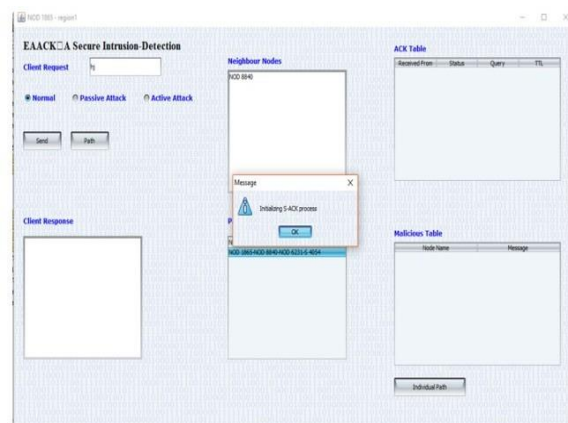 NOD 1865 - region1
EAACK□A Secure Intrusion-Detection
Client Request
Normal
Passive Attack
Active Attack
Send
Path
Neighbour Nodes
NOD 8840
ACK Table
Received From Status Query TTL
Message X
Initializing S-ACK process
OK
Client Response
NOD 1865-NOD 8840-NOD 6231-S 4054
Malicious Table
Node Name Message
Individual Path